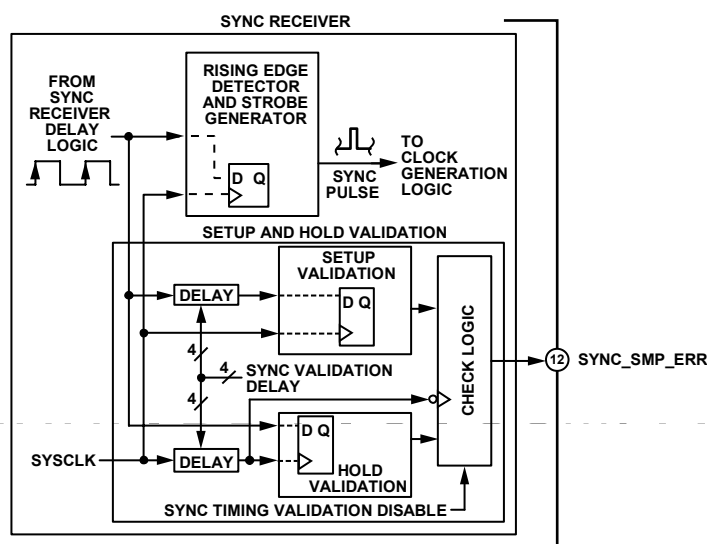 SYNC RECEIVER
FROM
SYNC
RECEIVER
DELAY
LOGIC
RISING EDGE
DETECTOR
AND STROBE
GENERATOR
D Q
SYNC
PULSE
TO
CLOCK
GENERATION
LOGIC
SETUP AND HOLD VALIDATION
SETUP
VALIDATION
DELAY
D Q
4
4
SYNC VALIDATION
DELAY
4
CHECK LOGIC
12
SYNC_SMP_ERR
D Q
SYSCLK
DELAY
HOLD
VALIDATION
SYNC TIMING VALIDATION DISABLE